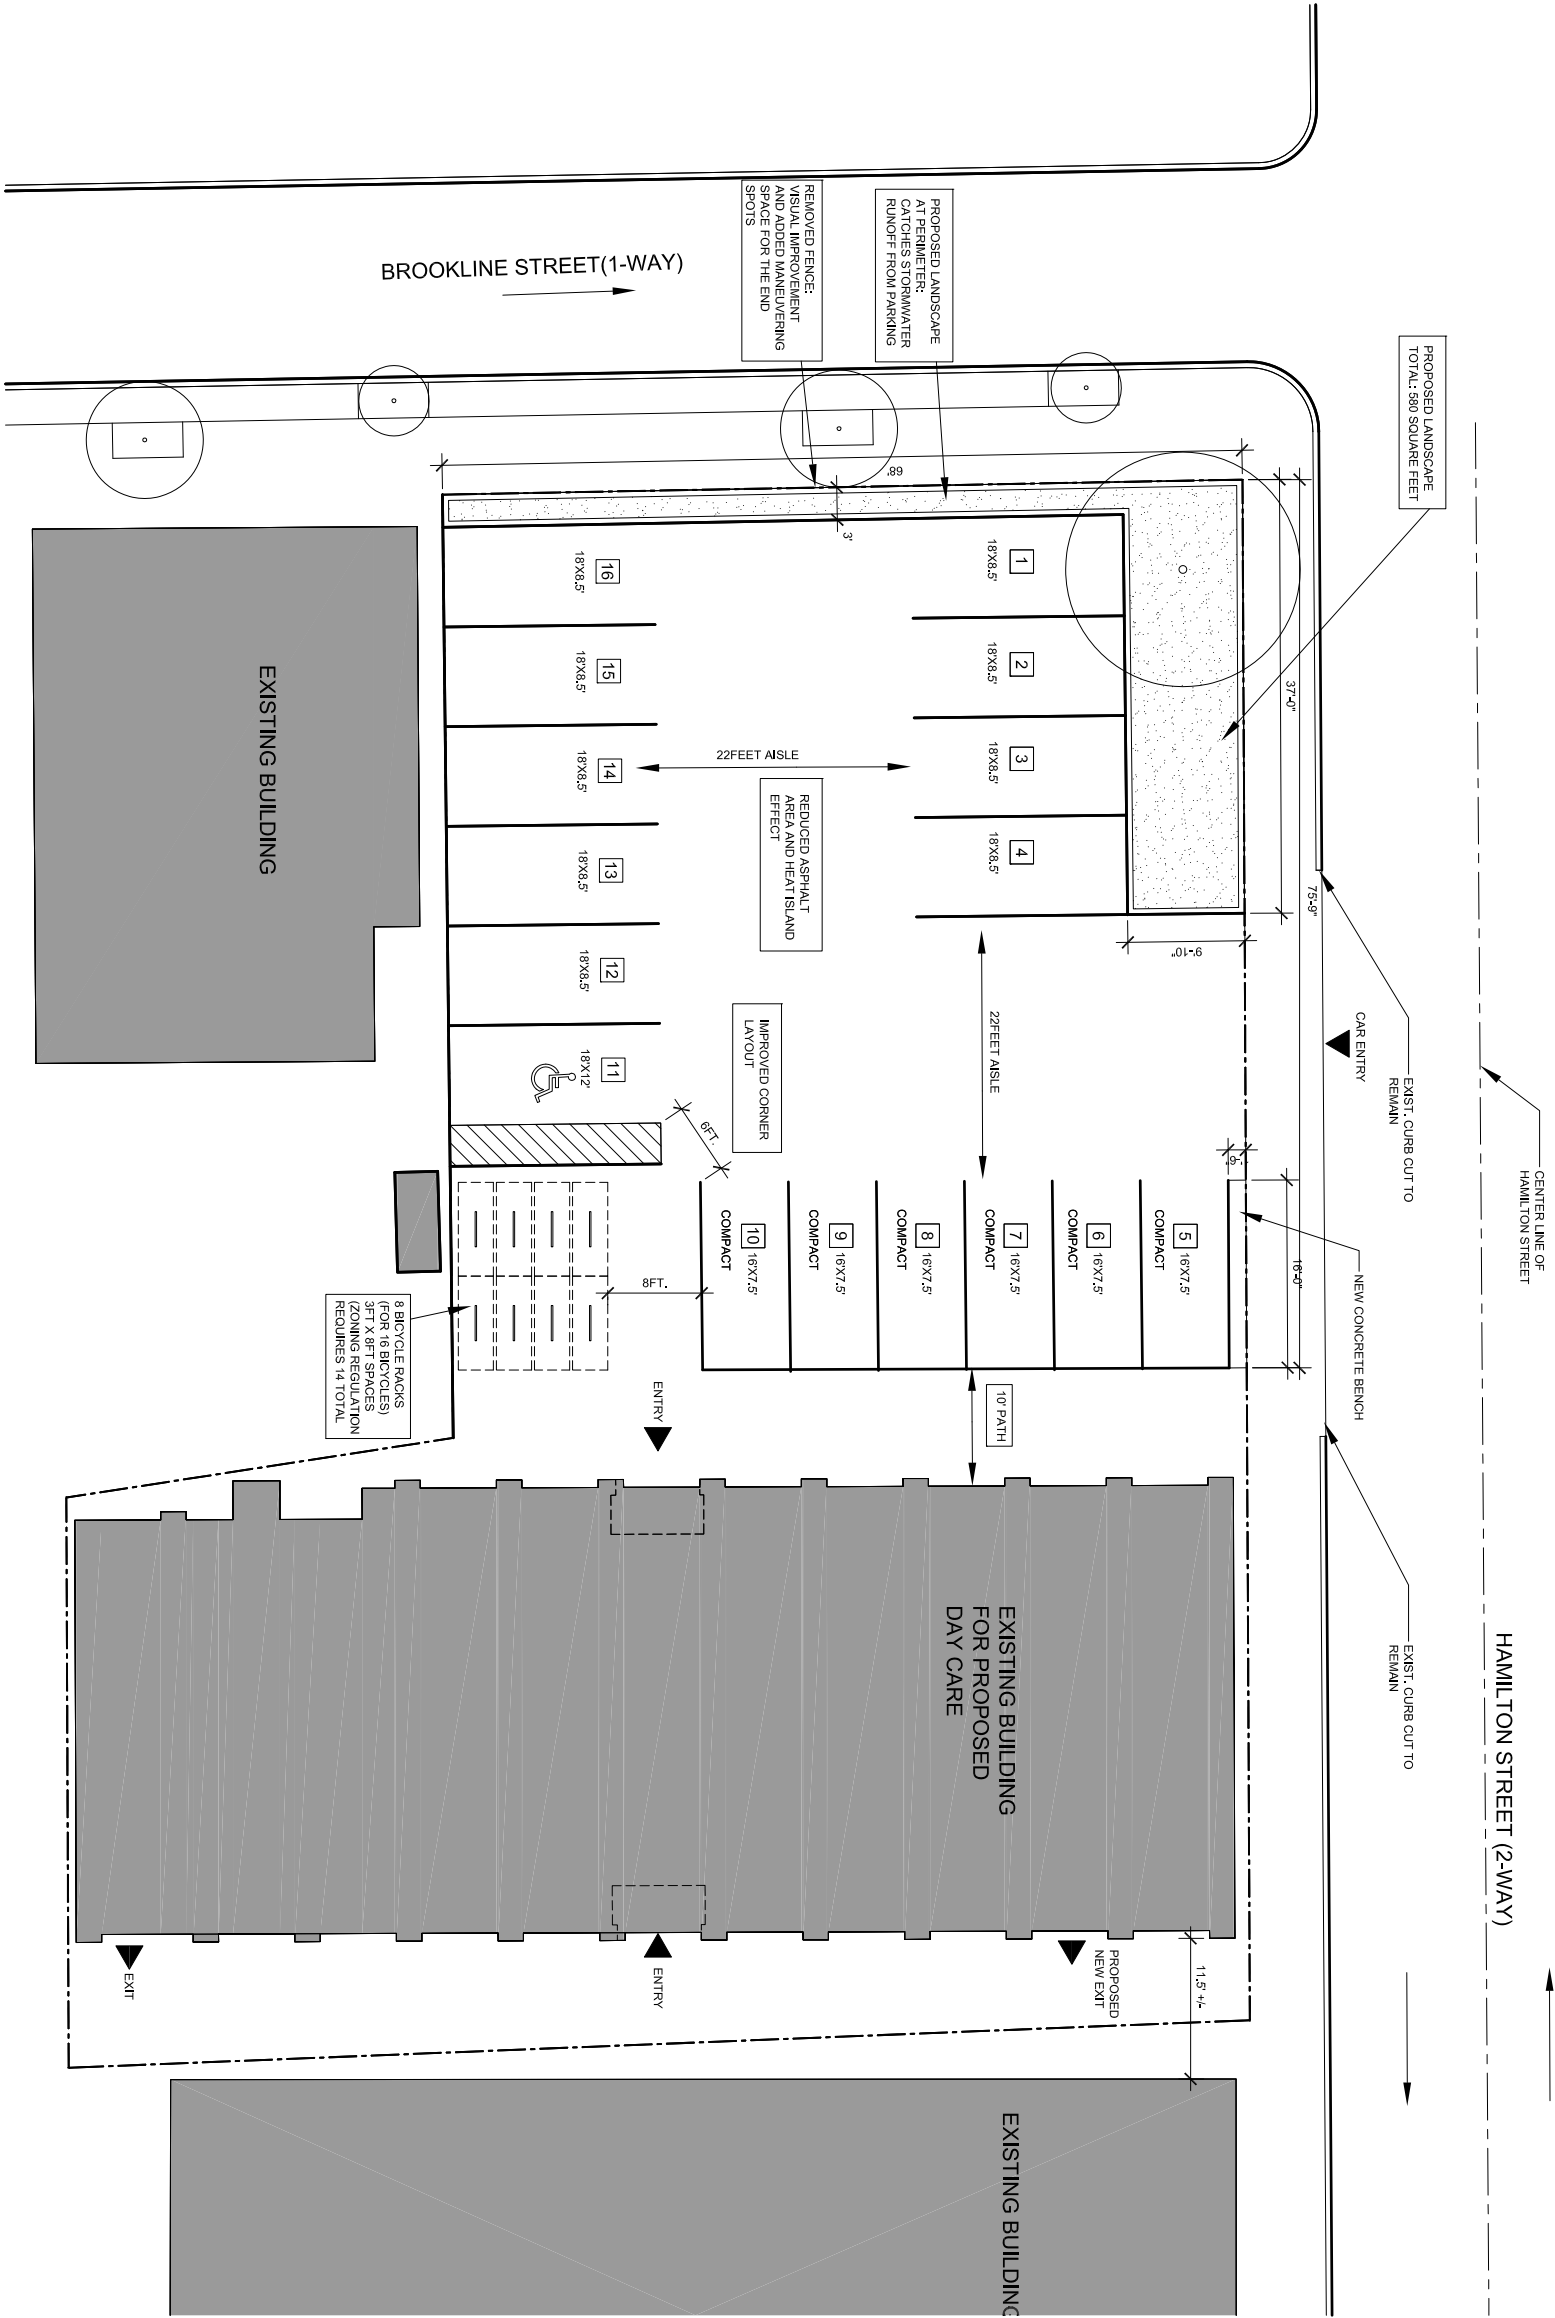 HAMILTON STREET (2-WAY)
CENTER LINE OF
HAMILTON STREET
PROPOSED LANDSCAPE
TOTAL: 580 SQUARE FEET
EXIST. CURB CUT TO
REMAIN
EXIST. CURB CUT TO
REMAIN
CAR ENTRY
NEW CONCRETE BENCH
75'-9"
37'-0"
16'-0"
9'-10"
68'
3'
BROOKLINE STREET(1-WAY)
PROPOSED LANDSCAPE
AT PERIMETER:
CATCHES STORMWATER
RUNOFF FROM PARKING
REMOVED FENCE:
VISUAL IMPROVEMENT
AND ADDED MANEUVERING
SPACE FOR THE END
SPOTS
1
18'X8.5'
2
18'X8.5'
3
18'X8.5'
4
18'X8.5'
22FEET AISLE
5 16'X7.5'
COMPACT
6 16'X7.5'
COMPACT
7 16'X7.5'
COMPACT
8 16'X7.5'
COMPACT
9 16'X7.5'
COMPACT
10 16'X7.5'
COMPACT
10' PATH
22FEET AISLE
REDUCED ASPHALT
AREA AND HEAT ISLAND
EFFECT
IMPROVED CORNER
LAYOUT
6FT.
8FT.
16
18'X8.5'
15
18'X8.5'
14
18'X8.5'
13
18'X8.5'
12
18'X8.5'
11
18'X12'
8 BICYCLE RACKS
(FOR 16 BICYCLES)
3FT X 8FT SPACES
(ZONING REGULATION
REQUIRES 14 TOTAL
ENTRY
EXISTING BUILDING
EXISTING BUILDING
FOR PROPOSED
DAY CARE
PROPOSED
NEW EXIT
ENTRY
EXIT
11.5' +/-
EXISTING BUILDING